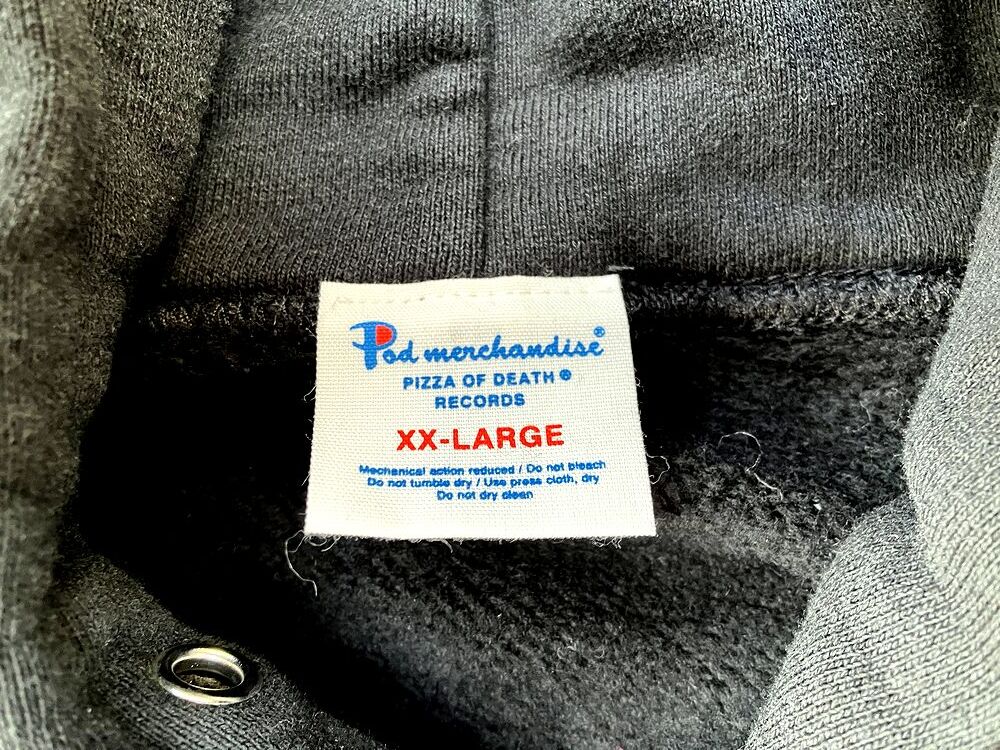 Pod merchandise®
PIZZA OF DEATH®
RECORDS
XX-LARGE
Mechanical action reduced / Do not bleach
Do not tumble dry / Use press cloth, dry
Do not dry clean